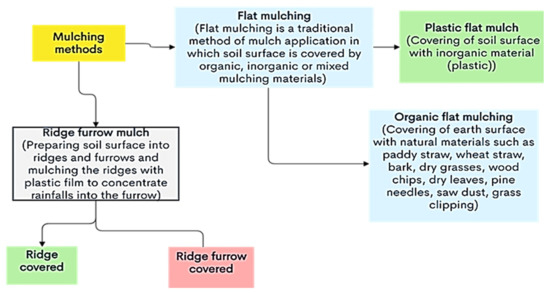 Mulching
methods
Flat mulching
(Flat mulching is a traditional
method of mulch application in
which soil surface is covered by
organic, inorganic or mixed
mulching materials)
Plastic flat mulch
(Covering of soil surface
with inorganic material
(plastic))
Organic flat mulching
(Covering of earth surface
with natural materials such as
paddy straw, wheat straw,
bark, dry grasses, wood
chips, dry leaves, pine
needles, saw dust, grass
clipping)
Ridge furrow mulch
(Preparing soil surface into
ridges and furrows and
mulching the ridges with
plastic film to concentrate
rainfalls into the furrow)
Ridge
covered
Ridge furrow
covered